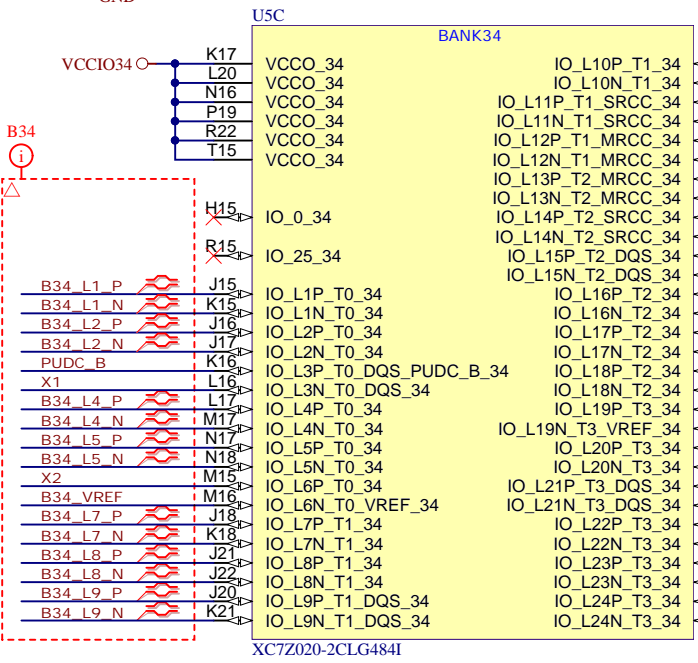 GND
U5C
BANK34
VCCIO34
K17 VCCO_34 IO_L10P_T1_34
L20 VCCO_34 IO_L10N_T1_34
N16 VCCO_34 IO_L11P_T1_SRCC_34
P19 VCCO_34 IO_L11N_T1_SRCC_34
R22 VCCO_34 IO_L12P_T1_MRCC_34
T15 VCCO_34 IO_L12N_T1_MRCC_34
B34
i
IO_L13P_T2_MRCC_34
IO_L13N_T2_MRCC_34
H15 IO_0_34 IO_L14P_T2_SRCC_34
IO_L14N_T2_SRCC_34
R15 IO_25_34 IO_L15P_T2_DQS_34
IO_L15N_T2_DQS_34
B34_L1_P J15 IO_L1P_T0_34 IO_L16P_T2_34
B34_L1_N K15 IO_L1N_T0_34 IO_L16N_T2_34
B34_L2_P J16 IO_L2P_T0_34 IO_L17P_T2_34
B34_L2_N J17 IO_L2N_T0_34 IO_L17N_T2_34
PUDC_B K16 IO_L3P_T0_DQS_PUDC_B_34 IO_L18P_T2_34
X1 L16 IO_L3N_T0_DQS_34 IO_L18N_T2_34
B34_L4_P L17 IO_L4P_T0_34 IO_L19P_T3_34
B34_L4_N M17 IO_L4N_T0_34 IO_L19N_T3_VREF_34
B34_L5_P N17 IO_L5P_T0_34 IO_L20P_T3_34
B34_L5_N N18 IO_L5N_T0_34 IO_L20N_T3_34
X2 M15 IO_L6P_T0_34 IO_L21P_T3_DQS_34
B34_VREF M16 IO_L6N_T0_VREF_34 IO_L21N_T3_DQS_34
B34_L7_P J18 IO_L7P_T1_34 IO_L22P_T3_34
B34_L7_N K18 IO_L7N_T1_34 IO_L22N_T3_34
B34_L8_P J21 IO_L8P_T1_34 IO_L23P_T3_34
B34_L8_N J22 IO_L8N_T1_34 IO_L23N_T3_34
B34_L9_P J20 IO_L9P_T1_DQS_34 IO_L24P_T3_34
B34_L9_N K21 IO_L9N_T1_DQS_34 IO_L24N_T3_34
XC7Z020-2CLG484I